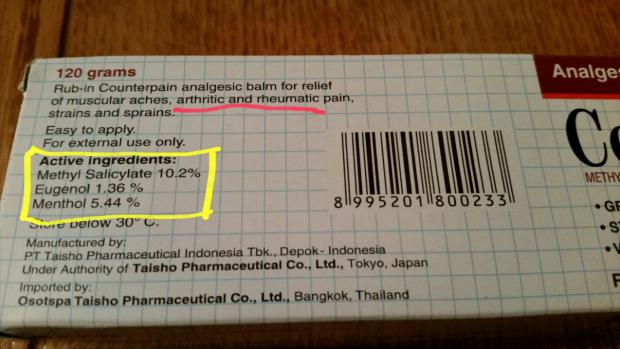 120 grams
Rub-in Counterpain analgesic balm for relief
of muscular aches, arthritic and rheumatic pain,
strains and sprains.
Easy to apply.
For external use only.
Active Ingredients:
Methyl Salicylate 10.2%
Eugenol 1.36 %
Menthol 5.44 %
Store below 30° C.
Manufactured by:
PT Taisho Pharmaceutical Indonesia Tbk., Depok- Indonesia
Under Authority of Taisho Pharmaceutical Co., Ltd., Tokyo, Japan
Imported by:
Osotspa Taisho Pharmaceutical Co., Ltd., Bangkok, Thailand
8 995201 800233
Analge
Co
METHY